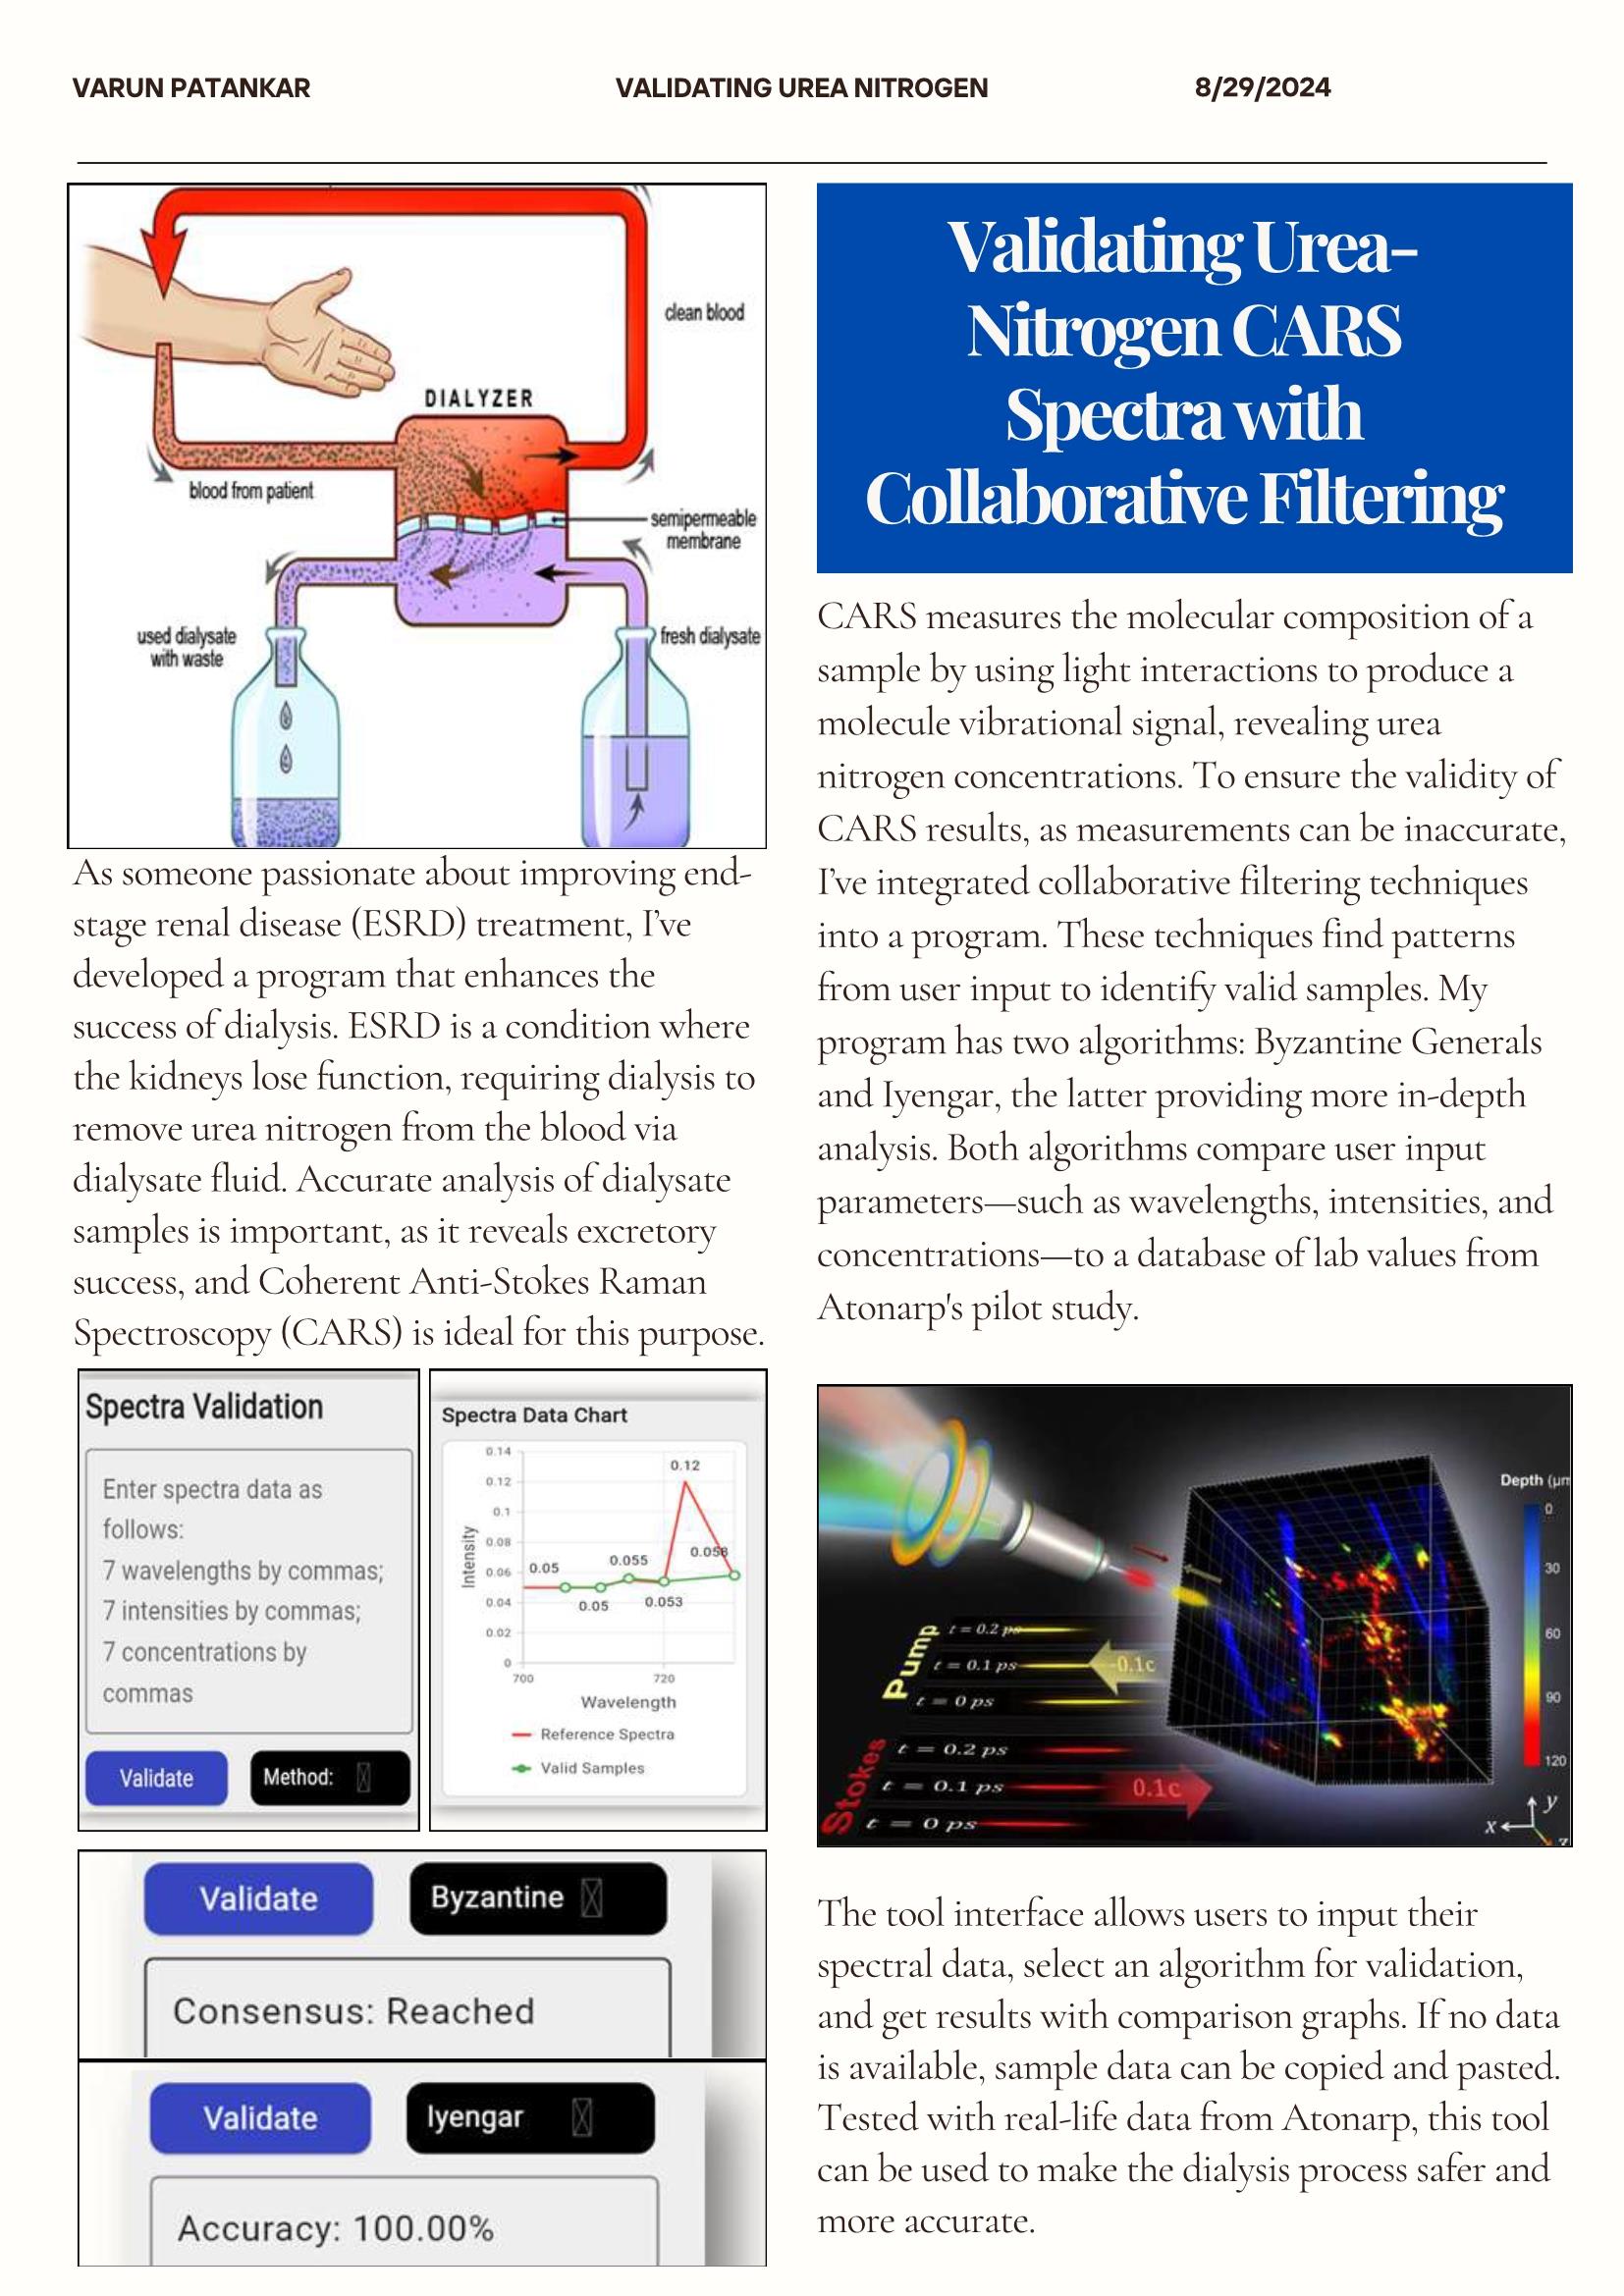 VARUN PATANKAR
VALIDATING UREA NITROGEN
8/29/2024
clean blood
DIALYZER
blood from patient
semipermeable
membrane
used dialysate
with waste
fresh dialysate
As someone passionate about improving end-
stage renal disease (ESRD) treatment, I've
developed a program that enhances the
success of dialysis. ESRD is a condition where
the kidneys lose function, requiring dialysis to
remove urea nitrogen from the blood via
dialysate fluid. Accurate analysis of dialysate
samples is important, as it reveals excretory
success, and Coherent Anti-Stokes Raman
Spectroscopy (CARS) is ideal for this purpose.
Spectra Validation
Enter spectra data as
follows:
7 wavelengths by commas;
7 intensities by commas;
7 concentrations by
commas
Validate
Method:
Spectra Data Chart
Intensity
0.14
0.12
0.1
0.08
0.06
0.04
0.02
0
0.05
0.05
0.055
0.053
0.12
0.058
700
720
Wavelength
Reference Spectra
Valid Samples
Validate
Byzantine
Consensus: Reached
Validate
Iyengar
Accuracy: 100.00%
Validating Urea-
Nitrogen CARS
Spectra with
Collaborative Filtering
CARS measures the molecular composition of a
sample by using light interactions to produce a
molecule vibrational signal, revealing urea
nitrogen concentrations. To ensure the validity of
CARS results, as measurements can be inaccurate,
I've integrated collaborative filtering techniques
into a program. These techniques find patterns
from user input to identify valid samples. My
program has two algorithms: Byzantine Generals
and Iyengar, the latter providing more in-depth
analysis. Both algorithms compare user input
parameters—such as wavelengths, intensities, and
concentrations—to a database of lab values from
Atonarp's pilot study.
Depth (μm
0
30
60
90
120
Pump
t = 0.2 ps
t = 0.1 ps
t = 0 ps
0.1c
Stokes
t = 0.2 ps
t = 0.1 ps
t = 0 ps
0.1c
y
x
z
The tool interface allows users to input their
spectral data, select an algorithm for validation,
and get results with comparison graphs. If no data
is available, sample data can be copied and pasted.
Tested with real-life data from Atonarp, this tool
can be used to make the dialysis process safer and
more accurate.